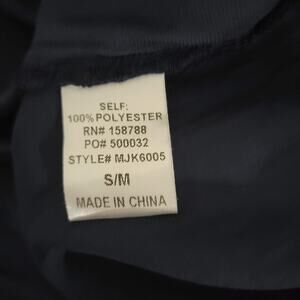 SELF:
100% POLYESTER
RN# 158788
PO# 500032
STYLE# MJK6005
S/M
MADE IN CHINA